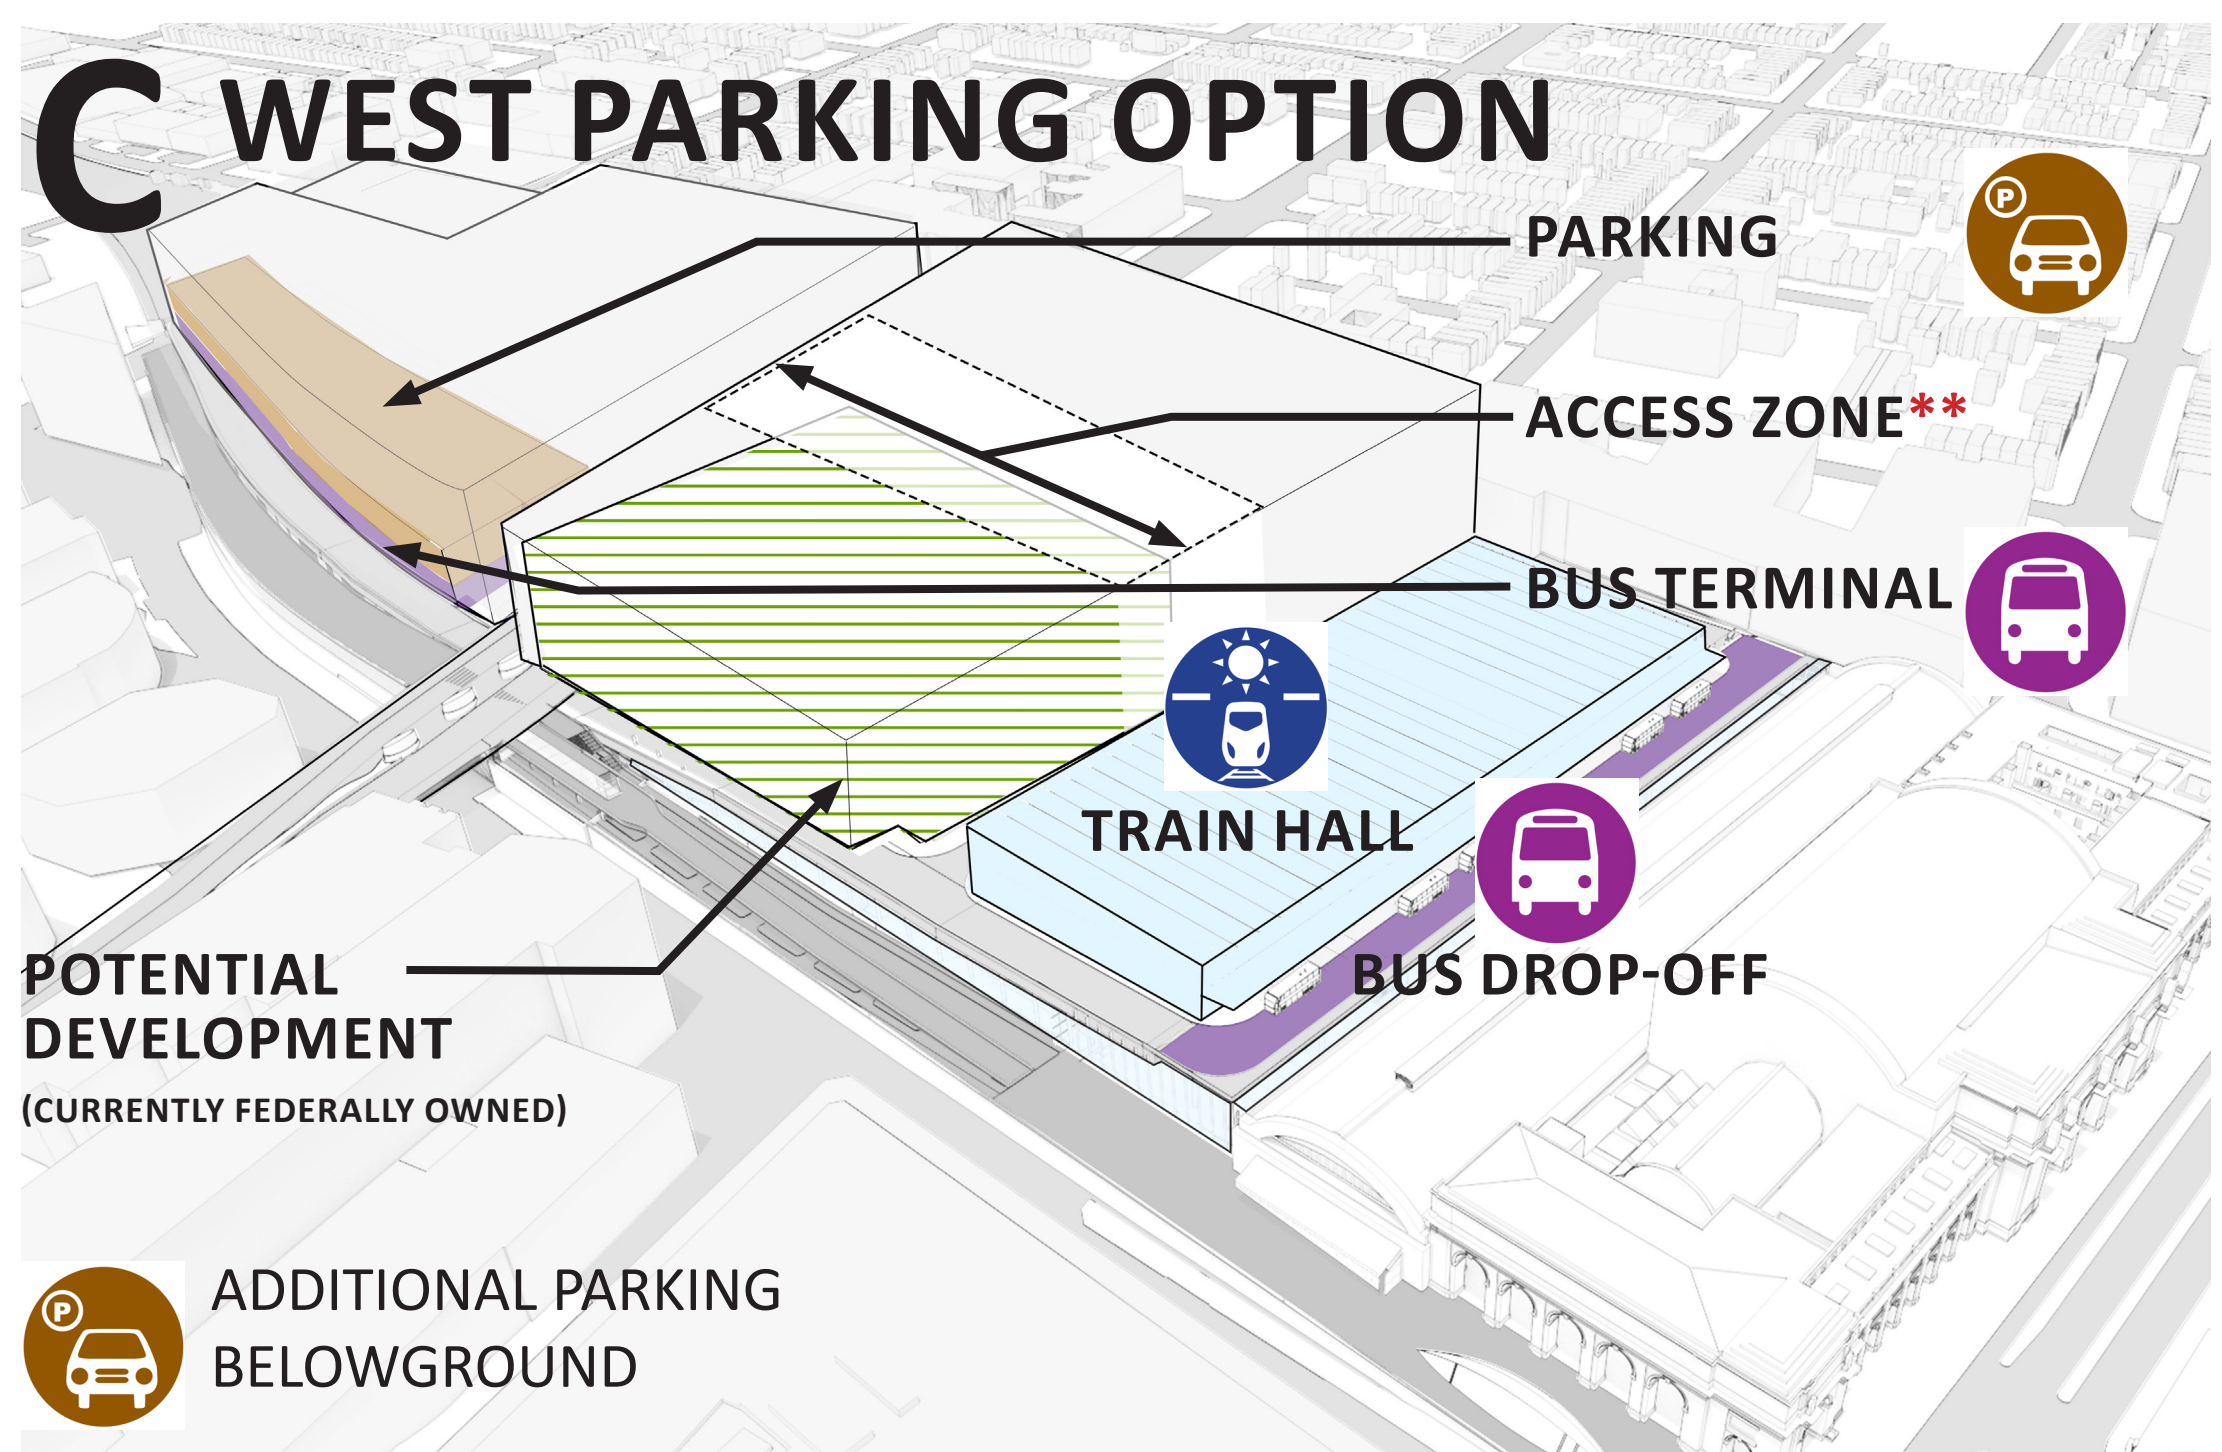 C WEST PARKING OPTION
P
PARKING
ACCESS ZONE**
BUS TERMINAL
TRAIN HALL
BUS DROP-OFF
POTENTIAL
DEVELOPMENT
(CURRENTLY FEDERALLY OWNED)
P
ADDITIONAL PARKING
BELOWGROUND